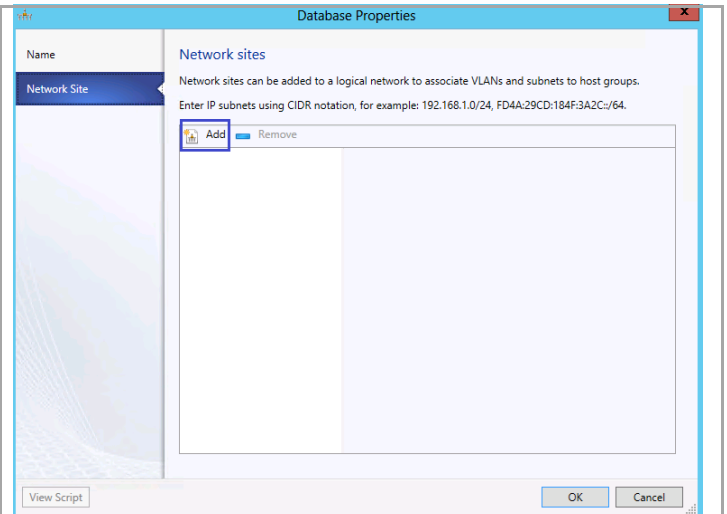 Database Properties
x
Name
Network Site
Network sites
Network sites can be added to a logical network to associate VLANs and subnets to host groups.
Enter IP subnets using CIDR notation, for example: 192.168.1.0/24, FD4A:29CD:184F:3A2C::/64.
Add Remove
View Script
OK Cancel